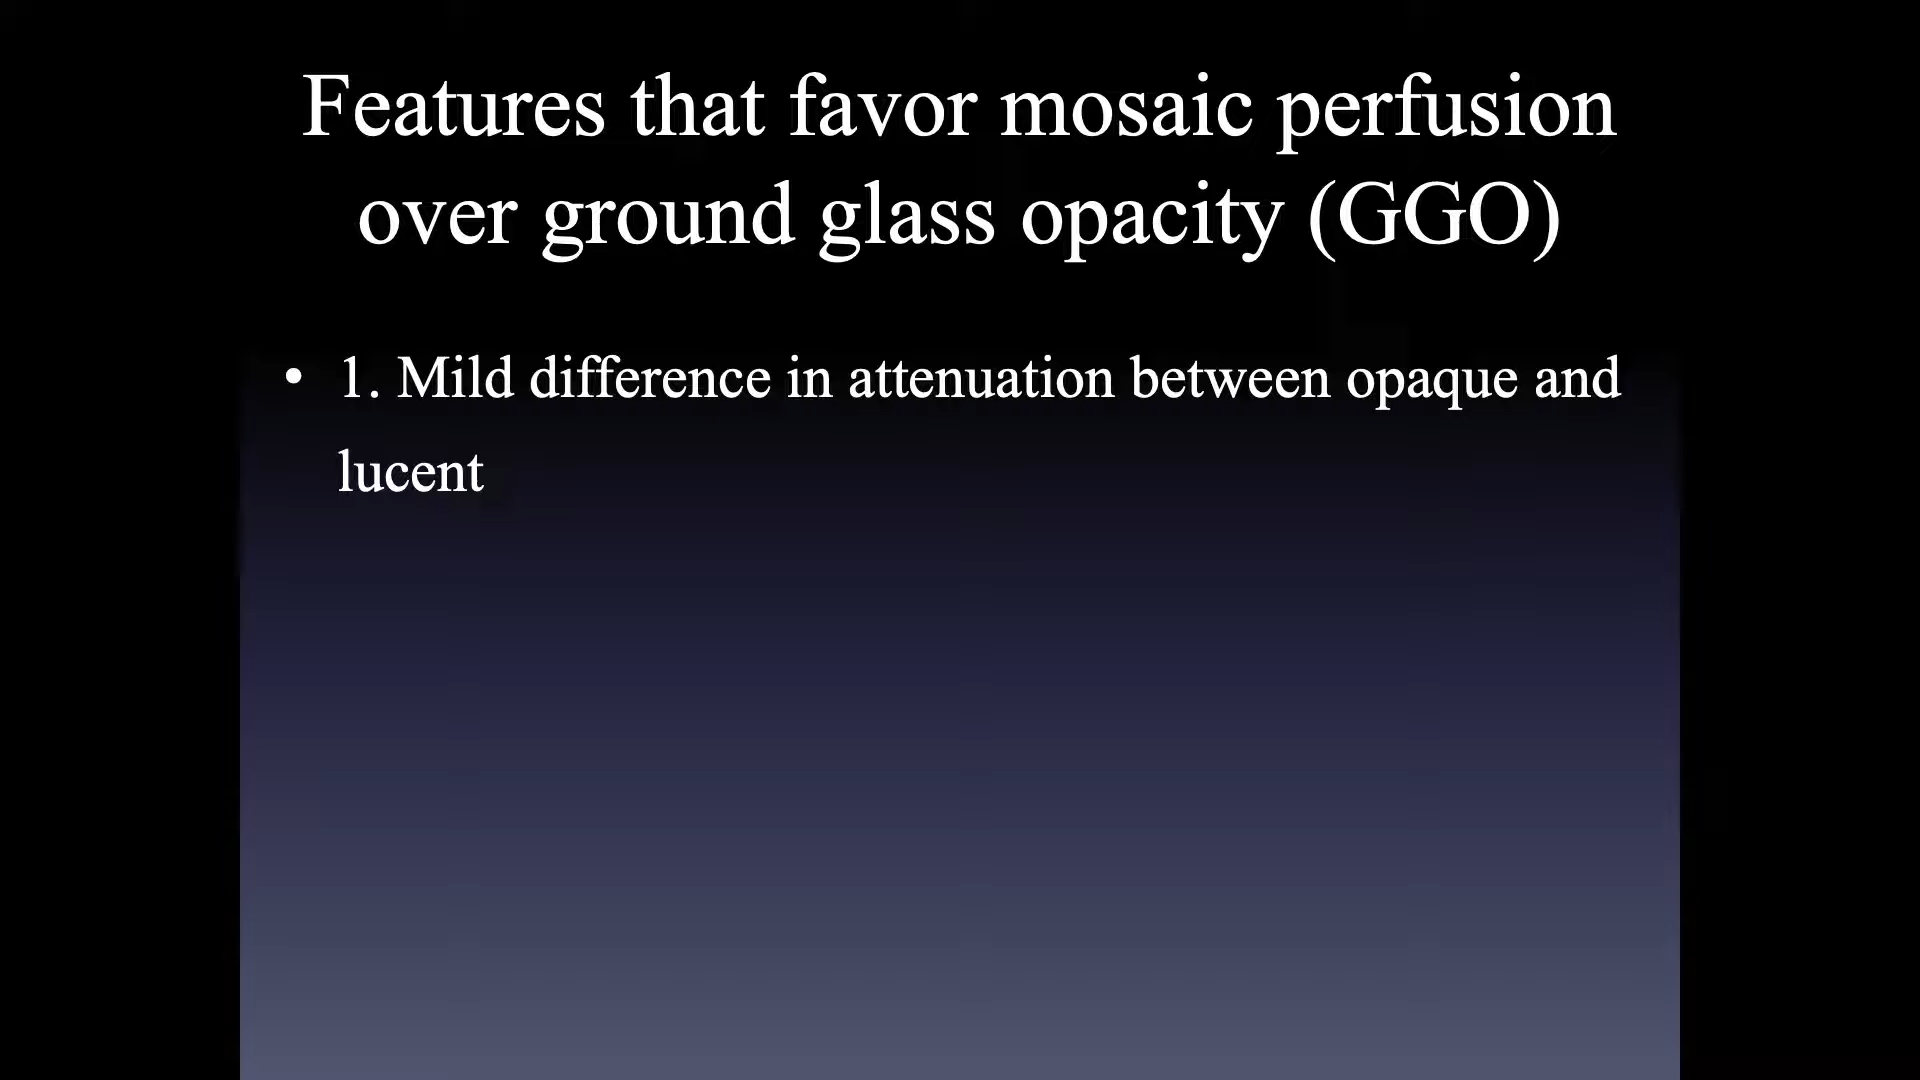 Features that favor mosaic perfusion
over ground glass opacity (GGO)
• 1. Mild difference in attenuation between opaque and
lucent